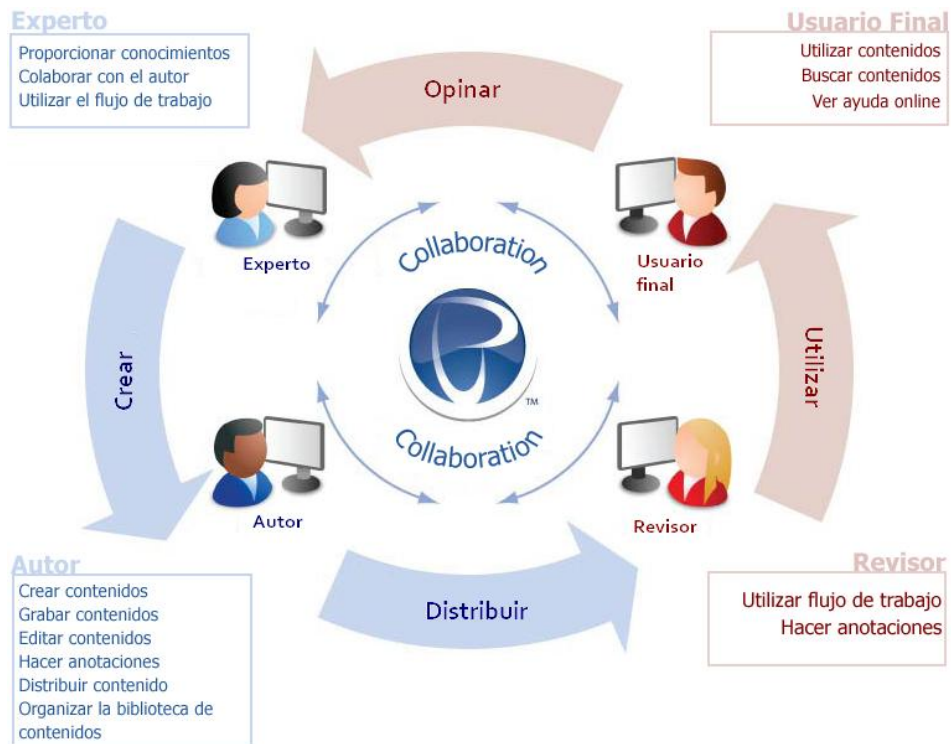 Experto
Proporcionar conocimientos
Colaborar con el autor
Utilizar el flujo de trabajo
Usuario Final
Utilizar contenidos
Buscar contenidos
Ver ayuda online
Opinar
Experto
Collaboration
Usuario
final
Crear
Utilizar
TM
Collaboration
Autor
Revisor
Distribuir
Autor
Crear contenidos
Grabar contenidos
Editar contenidos
Hacer anotaciones
Distribuir contenido
Organizar la biblioteca de
contenidos
Revisor
Utilizar flujo de trabajo
Hacer anotaciones